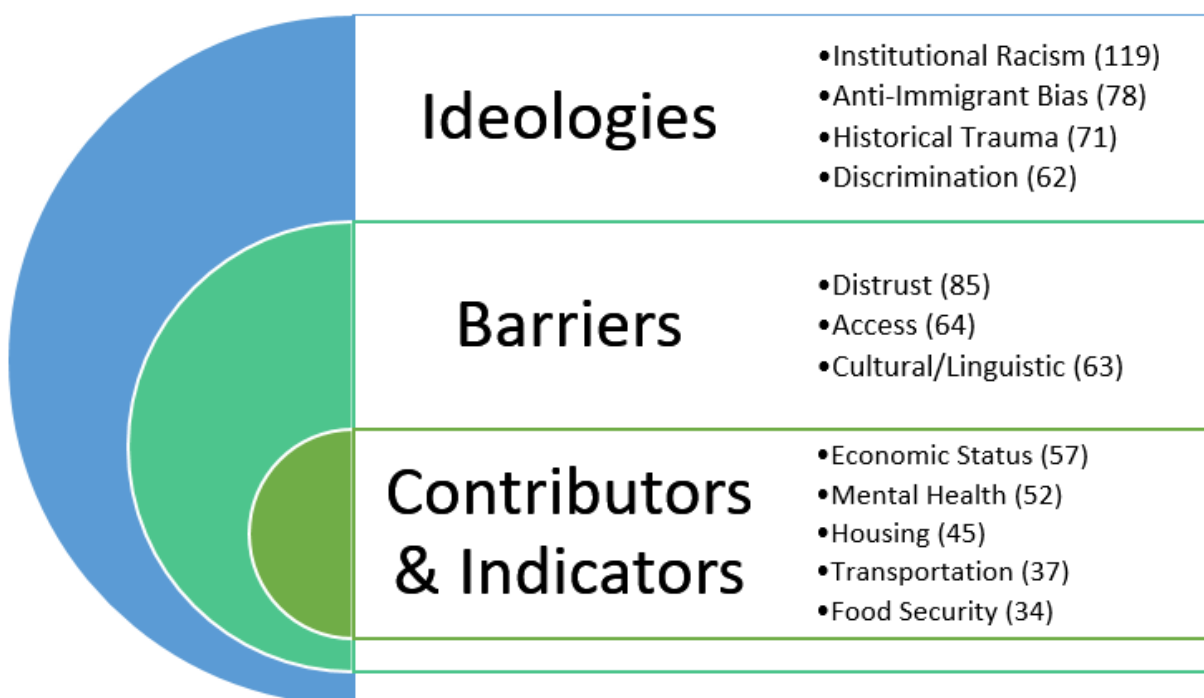 Ideologies
•Institutional Racism (119)
•Anti-Immigrant Bias (78)
•Historical Trauma (71)
•Discrimination (62)
Barriers
•Distrust (85)
•Access (64)
•Cultural/Linguistic (63)
Contributors
& Indicators
•Economic Status (57)
•Mental Health (52)
•Housing (45)
•Transportation (37)
•Food Security (34)